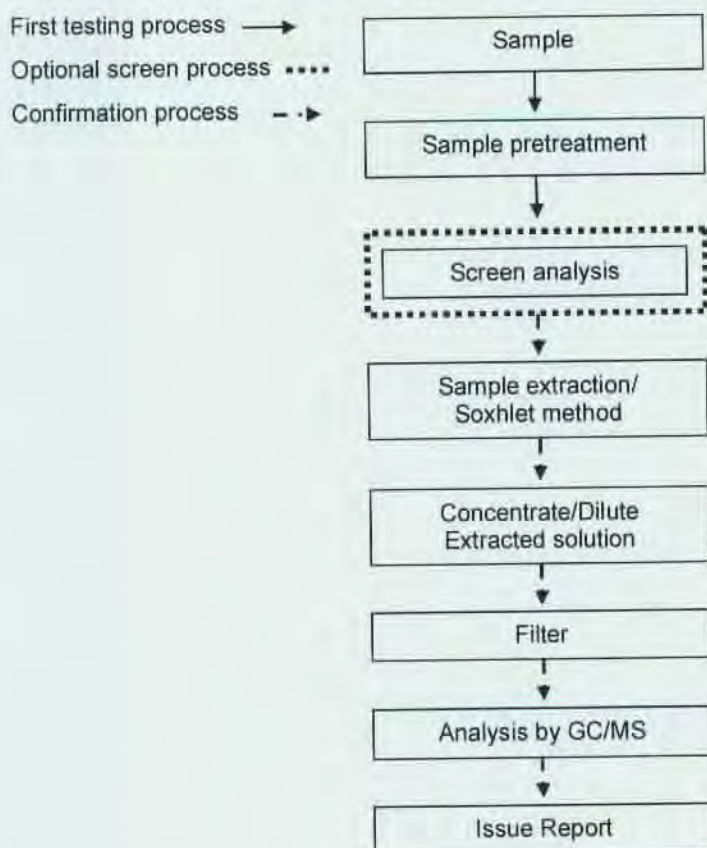 First testing process
Optional screen process
Confirmation process
Sample
Sample pretreatment
Screen analysis
Sample extraction/
Soxhlet method
Concentrate/Dilute
Extracted solution
Filter
Analysis by GC/MS
Issue Report